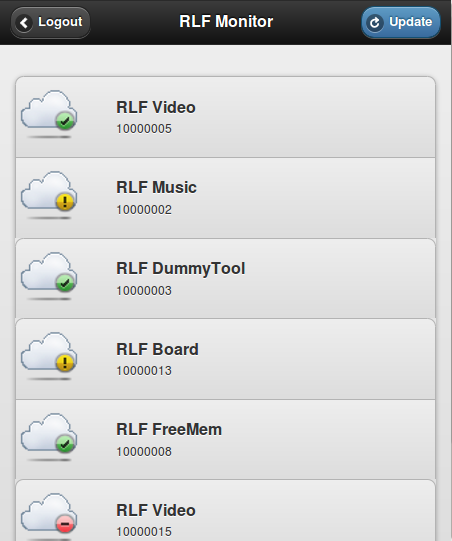 Logout
RLF Monitor
Update
RLF Video
10000005
RLF Music
10000002
RLF DummyTool
10000003
RLF Board
10000013
RLF FreeMem
10000008
RLF Video
10000015